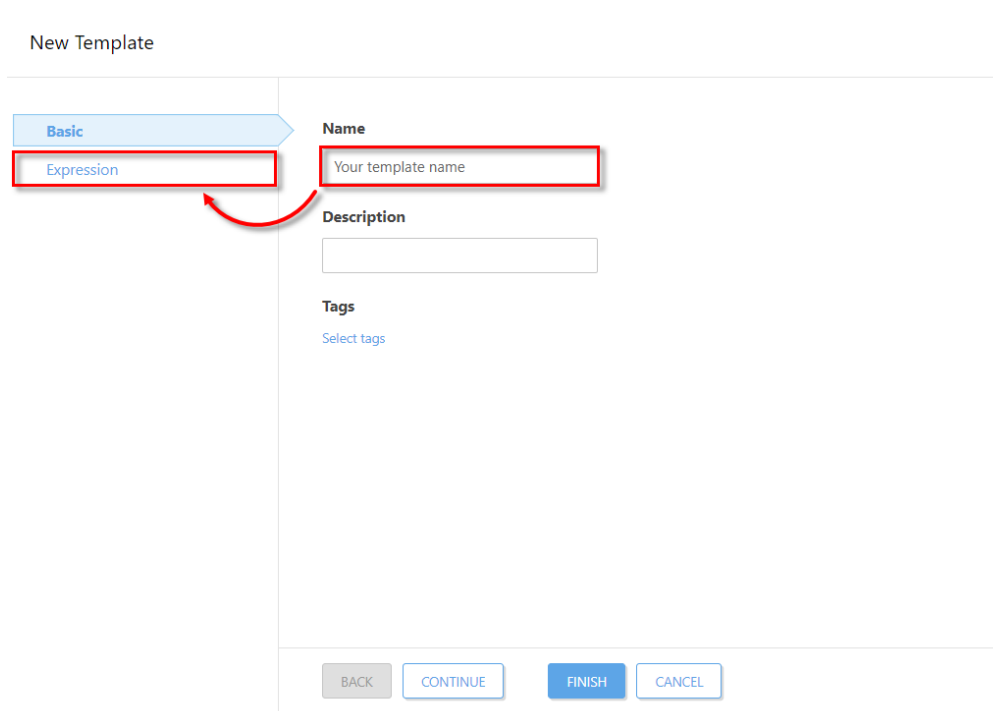 New Template
Basic
Expression
Name
Your template name
Description
Tags
Select tags
BACK CONTINUE FINISH CANCEL